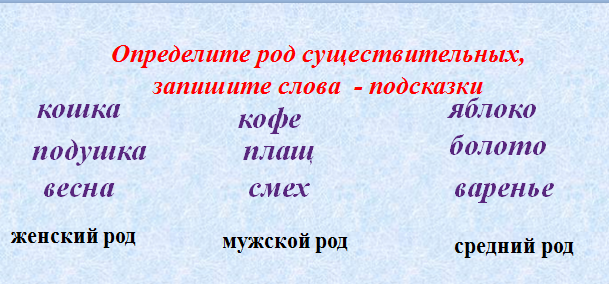 Определите род существительных,
запишите слова - подсказки
кошка
подушка
весна
женский род
кофе
плащ
смех
мужской род
яблоко
болото
варенье
средний род